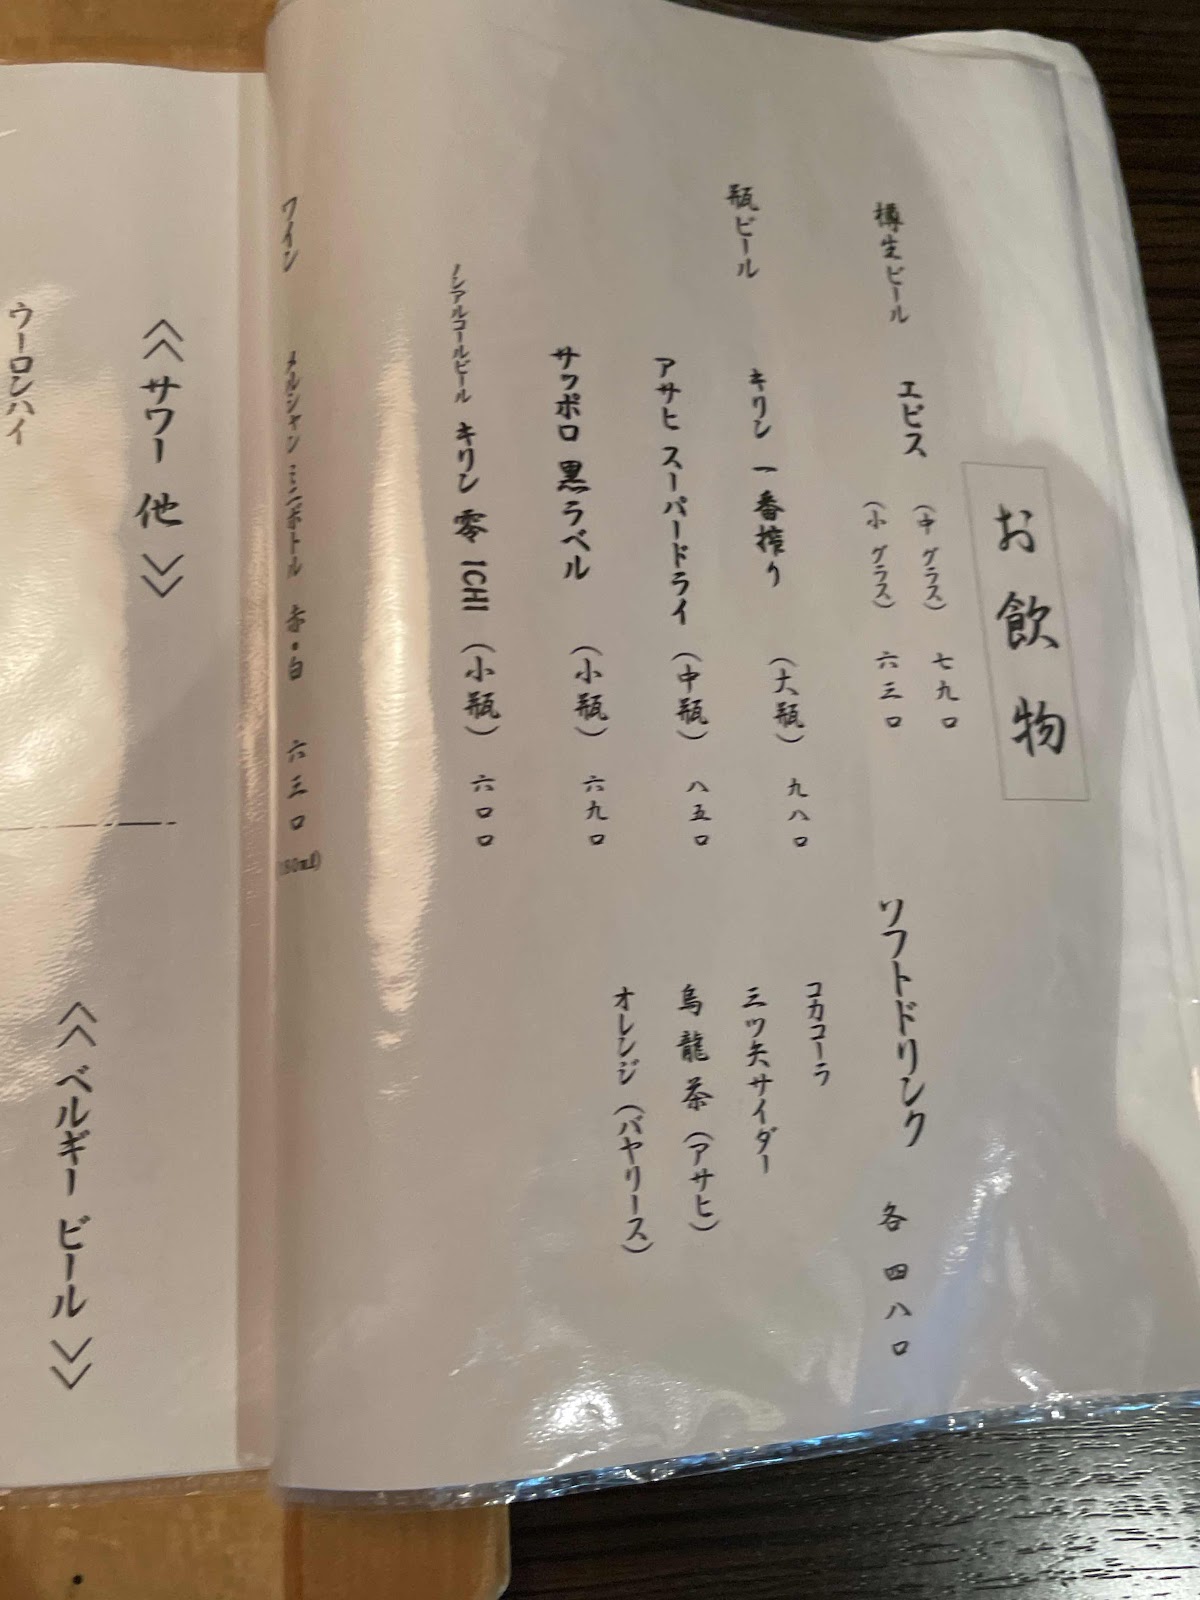 お飲物
樽生ビール エビス (中グラス) 七九〇
(小グラス) 六三〇
瓶ビール キリン 一番搾り (大瓶) 九八〇
アサヒ スーパードライ (中瓶) 八五〇
サッポロ 黒ラベル (小瓶) 六九〇
ノンアルコールビール キリン 零 ICHI (小瓶) 六〇〇
ワイン メルシャン ミニボトル 赤・白 六三〇 (180ml)
ソフトドリンク 各 四八〇
コカコーラ
三ツ矢サイダー
烏龍茶 (アサヒ)
オレンジ (バヤリース)
≪サワー 他≫
ウーロンハイ
≪ベルギー ビール≫